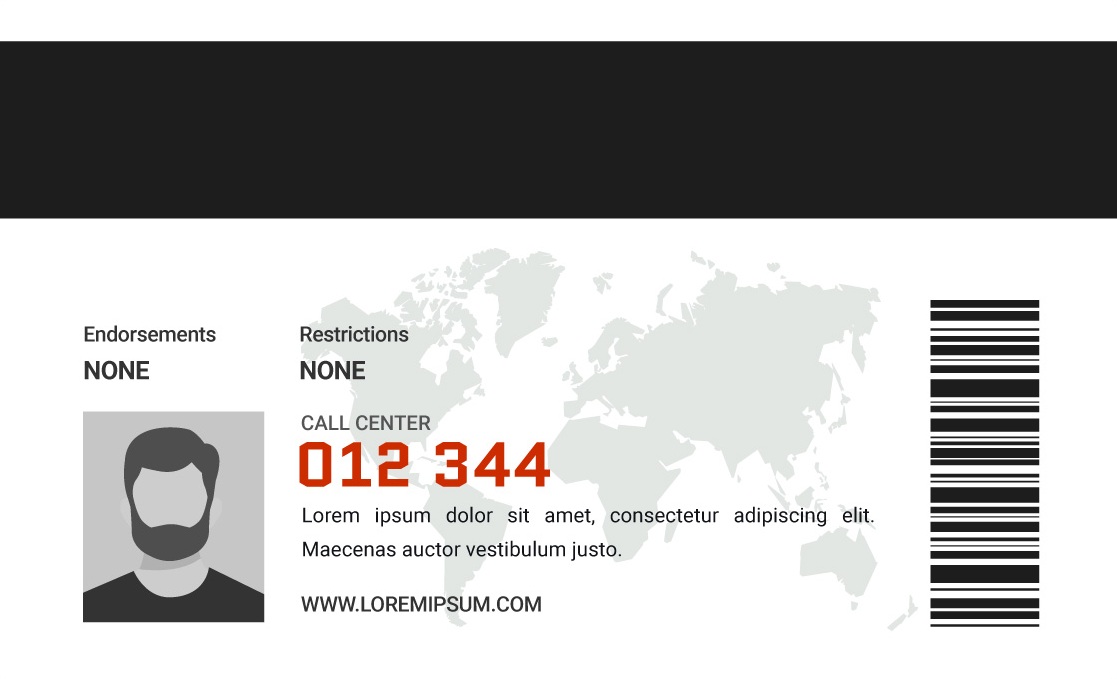 Endorsements
NONE
Restrictions
NONE
CALL CENTER
012 344
Lorem ipsum dolor sit amet, consectetur adipiscing elit.
Maecenas auctor vestibulum justo.
WWW.LOREMIPSUM.COM